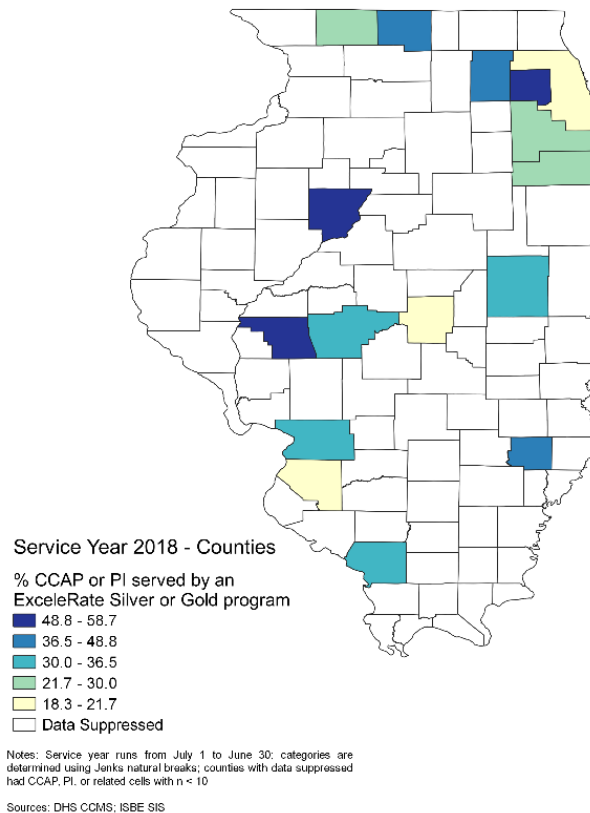 Service Year 2018 - Counties
% CCAP or PI served by an
ExceleRate Silver or Gold program
48.8 - 58.7
36.5 - 48.8
30.0 - 36.5
21.7 - 30.0
18.3 - 21.7
Data Suppressed
Notes: Service year runs from July 1 to June 30: categories are
determined using Jenks natural breaks; counties with data suppressed
had CCAP, PI. or related cells with n < 10
Sources: DHS CCMS; ISBE SIS